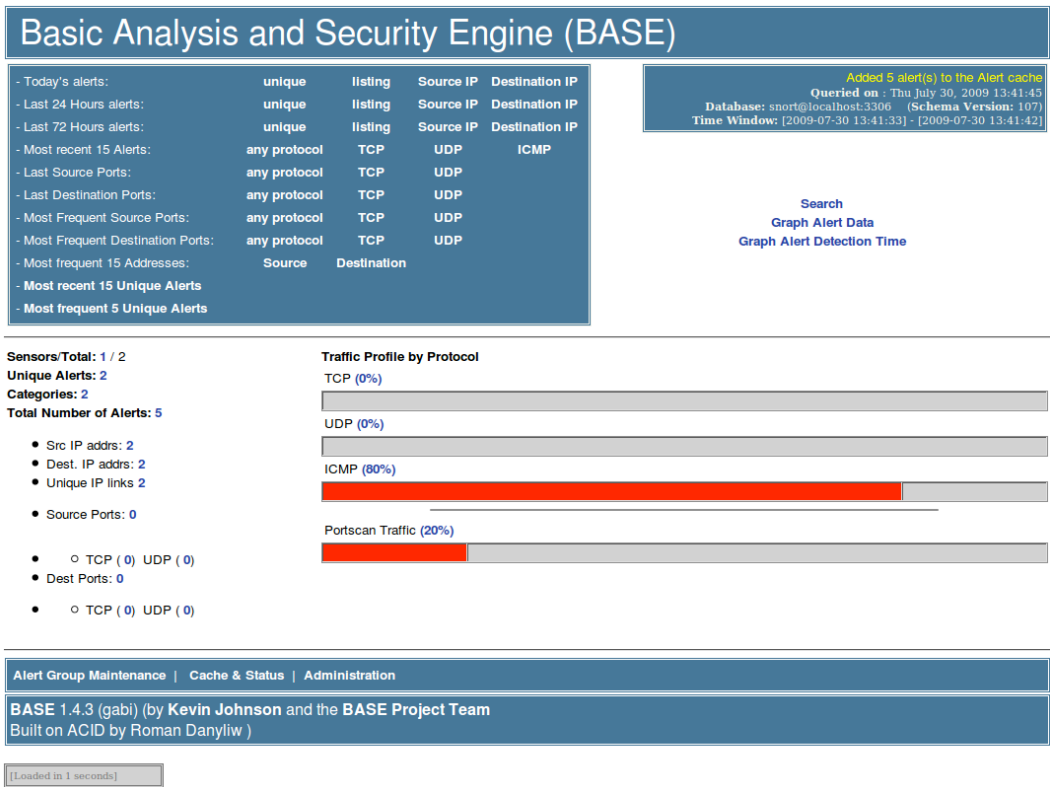 Basic Analysis and Security Engine (BASE)
- Today's alerts: unique listing Source IP Destination IP
- Last 24 Hours alerts: unique listing Source IP Destination IP
- Last 72 Hours alerts: unique listing Source IP Destination IP
- Most recent 15 Alerts: any protocol TCP UDP ICMP
- Last Source Ports: any protocol TCP UDP
- Last Destination Ports: any protocol TCP UDP
- Most Frequent Source Ports: any protocol TCP UDP
- Most Frequent Destination Ports: any protocol TCP UDP
- Most frequent 15 Addresses: Source Destination
- Most recent 15 Unique Alerts
- Most frequent 5 Unique Alerts
Added 5 alert(s) to the Alert cache
Queried on : Thu July 30, 2009 13:41:45
Database: snort@localhost:3306 (Schema Version: 107)
Time Window: [2009-07-30 13:41:33] - [2009-07-30 13:41:42]
Search
Graph Alert Data
Graph Alert Detection Time
Sensors/Total: 1 / 2
Unique Alerts: 2
Categories: 2
Total Number of Alerts: 5
Src IP addrs: 2
Dest. IP addrs: 2
Unique IP links 2
Source Ports: 0
TCP ( 0) UDP ( 0)
Dest Ports: 0
TCP ( 0) UDP ( 0)
Traffic Profile by Protocol
TCP (0%)
UDP (0%)
ICMP (80%)
Portscan Traffic (20%)
Alert Group Maintenance | Cache & Status | Administration
BASE 1.4.3 (gabi) (by Kevin Johnson and the BASE Project Team
Built on ACID by Roman Danyliw )
[Loaded in 1 seconds]